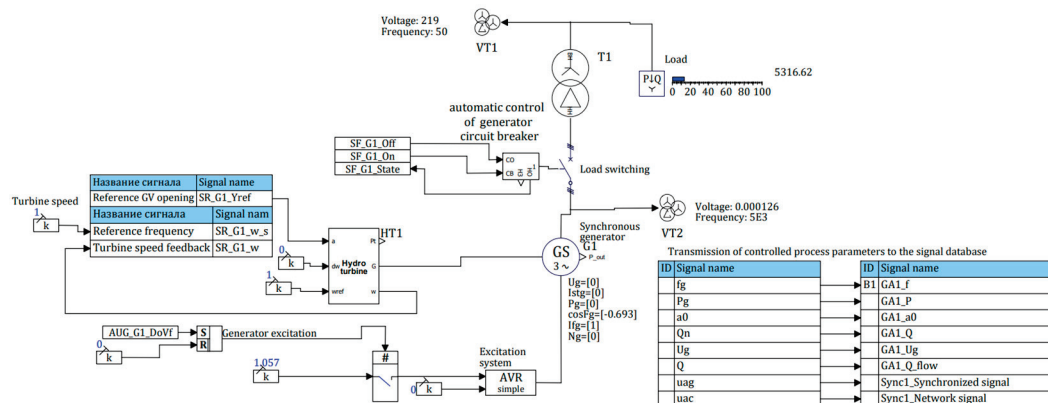 Voltage: 219
Frequency: 50
VT1
T1
Load
P↓Q
5316.62
0 20 40 60 80 100
automatic control
of generator
circuit breaker
SF_G1_Off
SF_G1_On
SF_G1_State
CO
CB
1
Load switching
Название сигнала Signal name
Reference GV opening SR_G1_Yref
Название сигнала Signal nam
Reference frequency SR_G1_w_s
Turbine speed feedback SR_G1_w
Turbine speed
1
k
HT1
a
Pt
Hydro
turbine
dw
G
wref
w
0
k
1
k
Voltage: 0.000126
Frequency: 5E3
VT2
Synchronous
generator
G1
P_out
GS
3 ~
Ug=[0]
Istg=[0]
Pg=[0]
cosFg=[-0.693]
Ifg=[1]
Ng=[0]
AUG_G1_DoVf
S
R
Generator excitation
0
k
#
1.057
k
0
k
Excitation
system
AVR
simple
Transmission of controlled process parameters to the signal database
ID Signal name ID Signal name
fg B1 GA1_f
Pg GA1_P
a0 GA1_a0
Qn GA1_Q
Ug GA1_Ug
Q GA1_Q_flow
uag Sync1_Synchronized signal
uac Sync1_Network signal